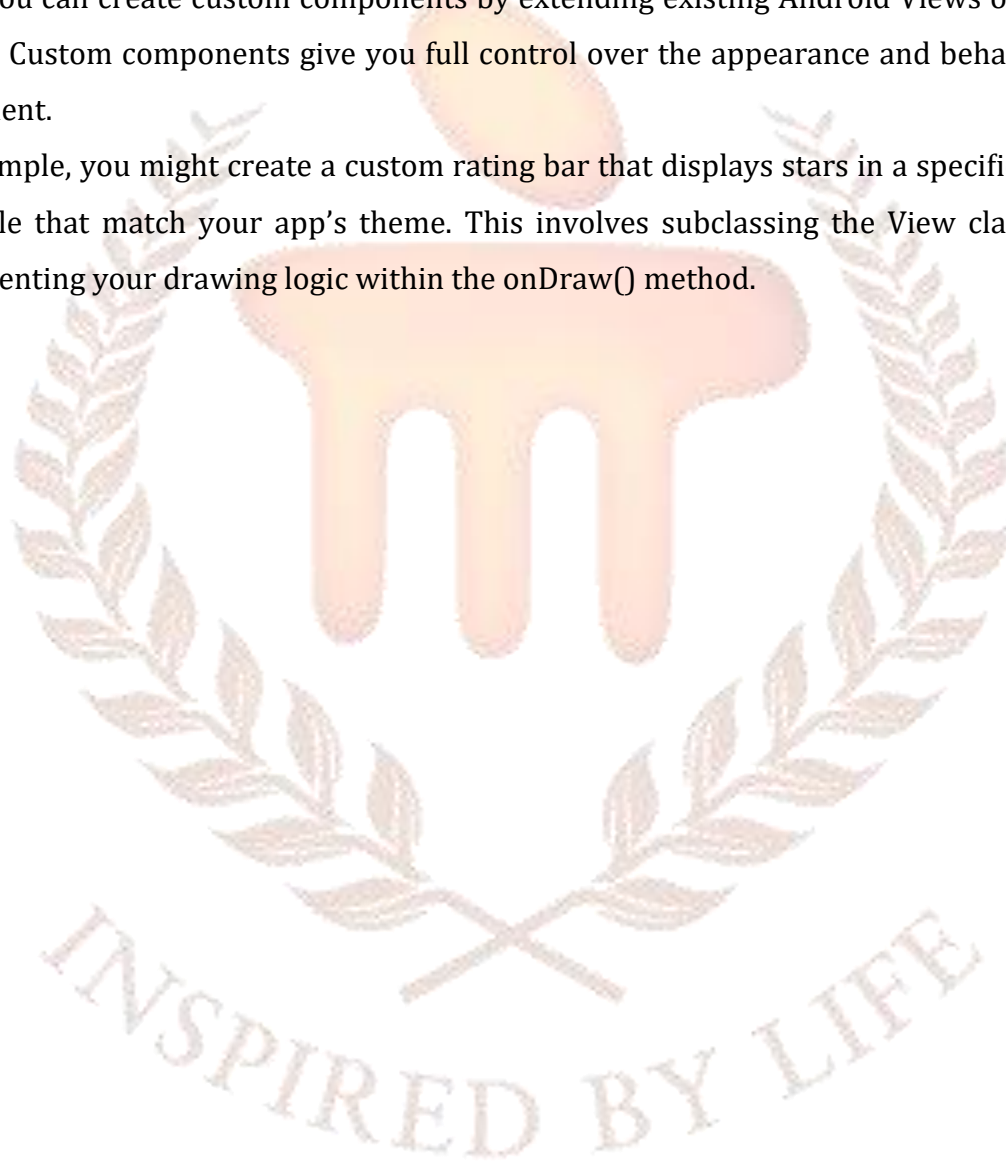 ou can create custom components by extending existing Android Views o
Custom components give you full control over the appearance and beha
ent.
mple, you might create a custom rating bar that displays stars in a specifi
le that match your app’s theme. This involves subclassing the View cla
enting your drawing logic within the onDraw() method.
INSPIRED BY LIFE